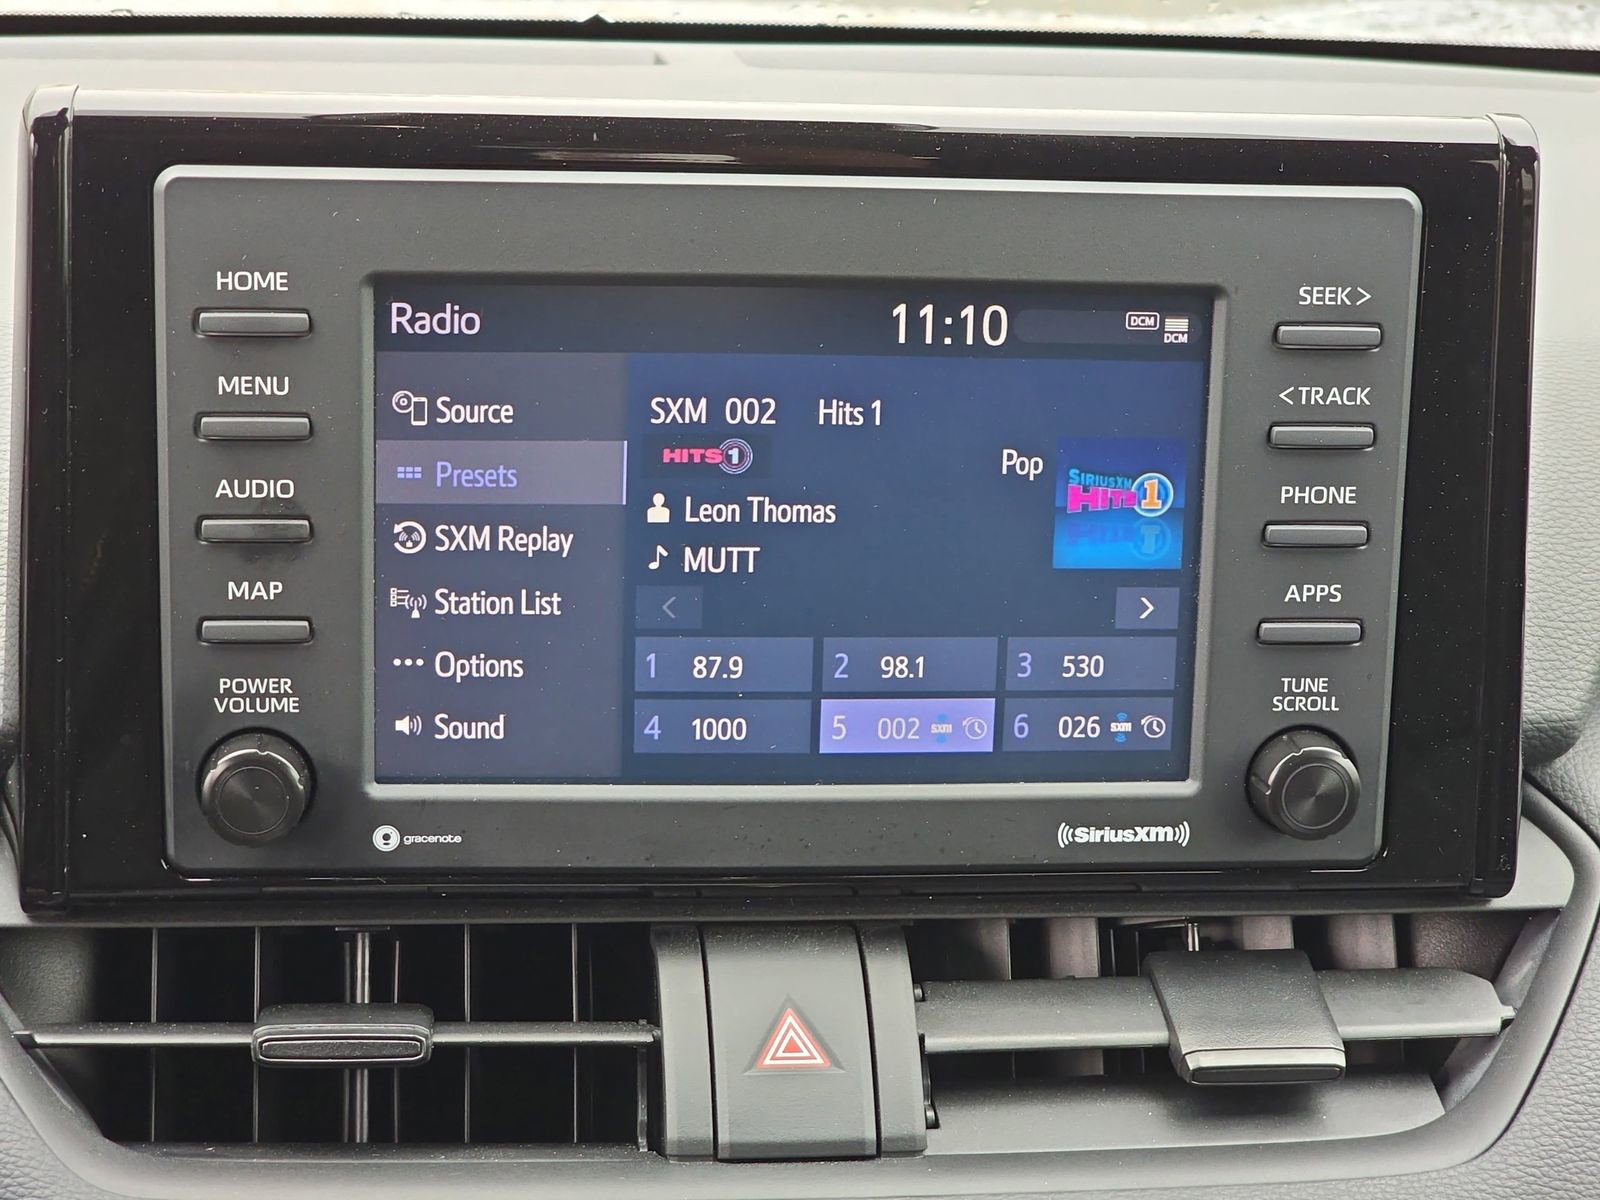 HOME
MENU
AUDIO
MAP
POWER
VOLUME
Radio
11:10
DCM
DCM
Source
Presets
SXM Replay
Station List
Options
Sound
SXM 002 Hits 1
HITS 1
Pop
SIRIUSXM
HITS 1
Leon Thomas
MUTT
<
>
1 87.9
2 98.1
3 530
4 1000
5 002 SXM
6 026 SXM
SEEK >
< TRACK
PHONE
APPS
TUNE
SCROLL
gracenote
((SiriusXM))